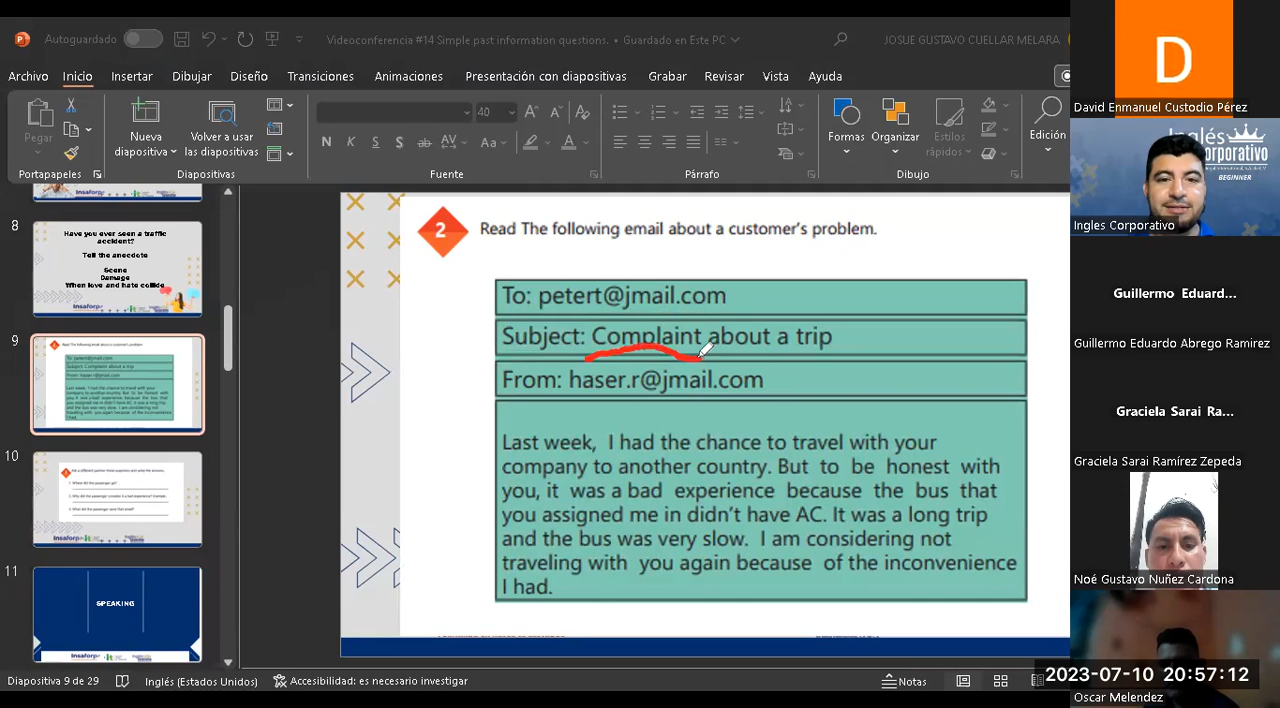 Autoguardado
Videoconferencia #14 Simple past information questions. • Guardado en Este PC
JOSUE GUSTAVO CUELLAR MELARA
Archivo Inicio Insertar Dibujar Diseño Transiciones Animaciones Presentación con diapositivas Grabar Revisar Vista Ayuda
40
Pegar
Nueva diapositiva
Volver a usar las diapositivas
Formas Organizar Estilos rápidos Edición
Portapapeles Diapositivas Fuente Párrafo Dibujo
8
Have you ever seen a traffic
accident?
Tell the anecdote
Scene
Damage
When love and hate collide
9
10
11
SPEAKING
2
Read The following email about a customer's problem.
To: petert@jmail.com
Subject: Complaint about a trip
From: haser.r@jmail.com
Last week, I had the chance to travel with your
company to another country. But to be honest with
you, it was a bad experience because the bus that
you assigned me in didn't have AC. It was a long trip
and the bus was very slow. I am considering not
traveling with you again because of the inconvenience
I had.
Diapositiva 9 de 29 Inglés (Estados Unidos) Accesibilidad: es necesario investigar Notas
D
David Enmanuel Custodio Pérez
Inglés
Corporativo
BEGINNER
Ingles Corporativo
Guillermo Eduard...
Guillermo Eduardo Abrego Ramirez
Graciela Sarai Ra...
Graciela Sarai Ramírez Zepeda
Noé Gustavo Nuñez Cardona
2023-07-10 20:57:12
Oscar Melendez